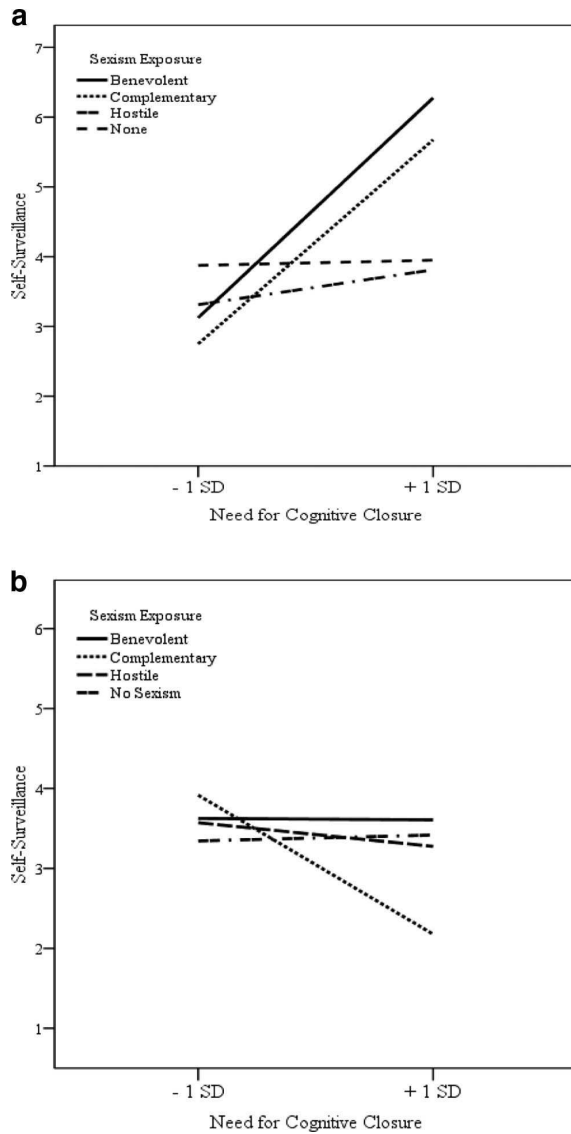 a
7
Sexism Exposure
Benevolent
Complementary
Hostile
None
6
5
Self-Surveillance
4
3
2
1
- 1 SD
+ 1 SD
Need for Cognitive Closure
b
Sexism Exposure
6
Benevolent
Complementary
Hostile
No Sexism
5
Self-Surveillance
4
3
2
1
- 1 SD
+ 1 SD
Need for Cognitive Closure